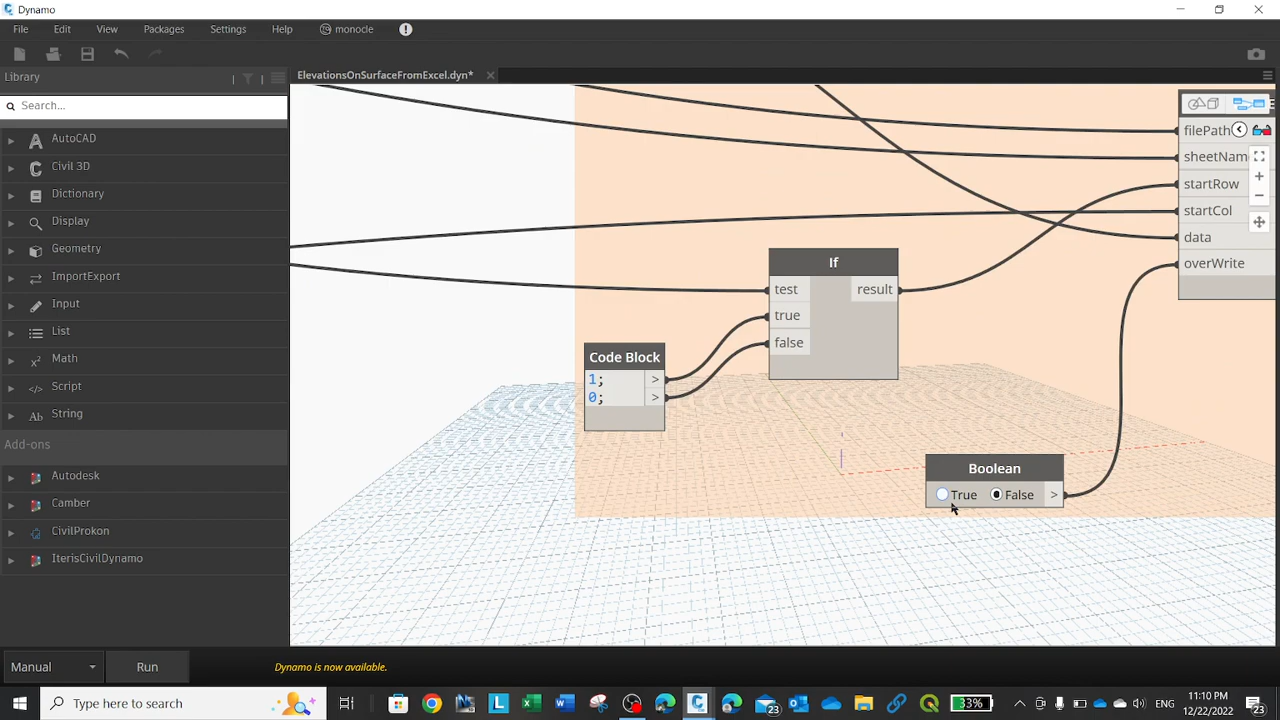 Dynamo
File Edit View Packages Settings Help monocle
Library
ElevationsOnSurfaceFromExcel.dyn*
Search...
AutoCAD
Civil 3D
Dictionary
Display
Geometry
ImportExport
Input
List
Math
Script
String
Add-ons
Autodesk
Camber
CivilProkon
IterisCivilDynamo
filePath
sheetNam
startRow
startCol
data
overWrite
If
test result
true
false
Code Block
1; >
0; >
Boolean
True False >
Manual Run Dynamo is now available.
Type here to search
33%
23
ENG
11:10 PM
12/22/2022
23